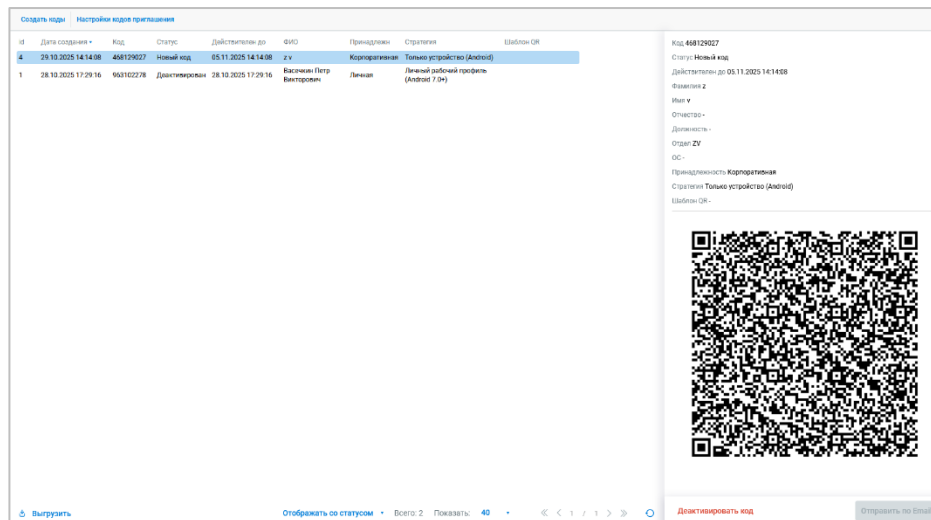 Создать коды Настройки кодов приглашения
Id Дата создания Код Статус Действителен до ФИО Принадлежн Стратегия Шаблон QR
4 29.10.2025 14:14:08 468129027 Новый код 05.11.2025 14:14:08 z v Корпоративная Только устройство (Android)
1 28.10.2025 17:29:16 963102278 Деактивирован 28.10.2025 17:29:16 Васечкин Петр Викторович Личная Личный рабочий профиль (Android 7.0+)
Код 468129027
Статус Новый код
Действителен до 05.11.2025 14:14:08
Фамилия z
Имя v
Отчество -
Должность -
Отдел ZV
ОС -
Принадлежность Корпоративная
Стратегия Только устройство (Android)
Шаблон QR -
Выгрузить Отображать со статусом Всего: 2 Показать: 40 1 / 1
Деактивировать код Отправить по Email